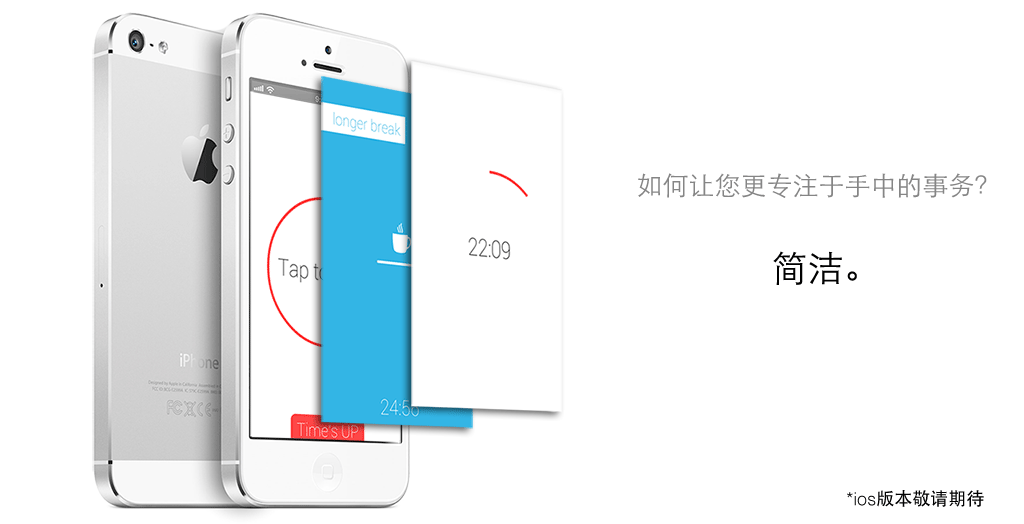 longer break
Tap to
22:09
24:56
Time's UP
iPhone
如何让您更专注于手中的事务?
简洁。
*ios版本敬请期待